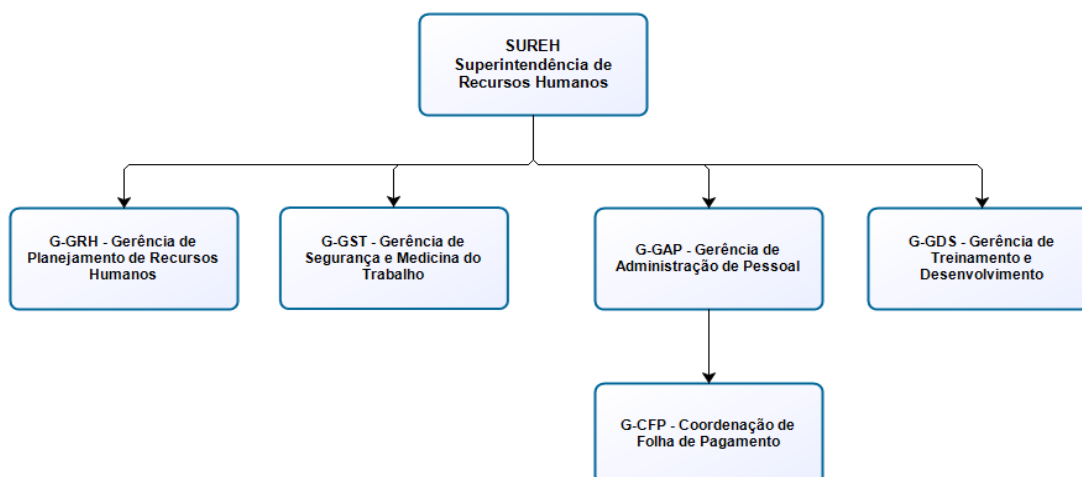 SUREH
Superintendência de
Recursos Humanos
G-GRH - Gerência de
Planejamento de Recursos
Humanos
G-GST - Gerência de
Segurança e Medicina do
Trabalho
G-GAP - Gerência de
Administração de Pessoal
G-GDS - Gerência de
Treinamento e
Desenvolvimento
G-CFP - Coordenação de
Folha de Pagamento